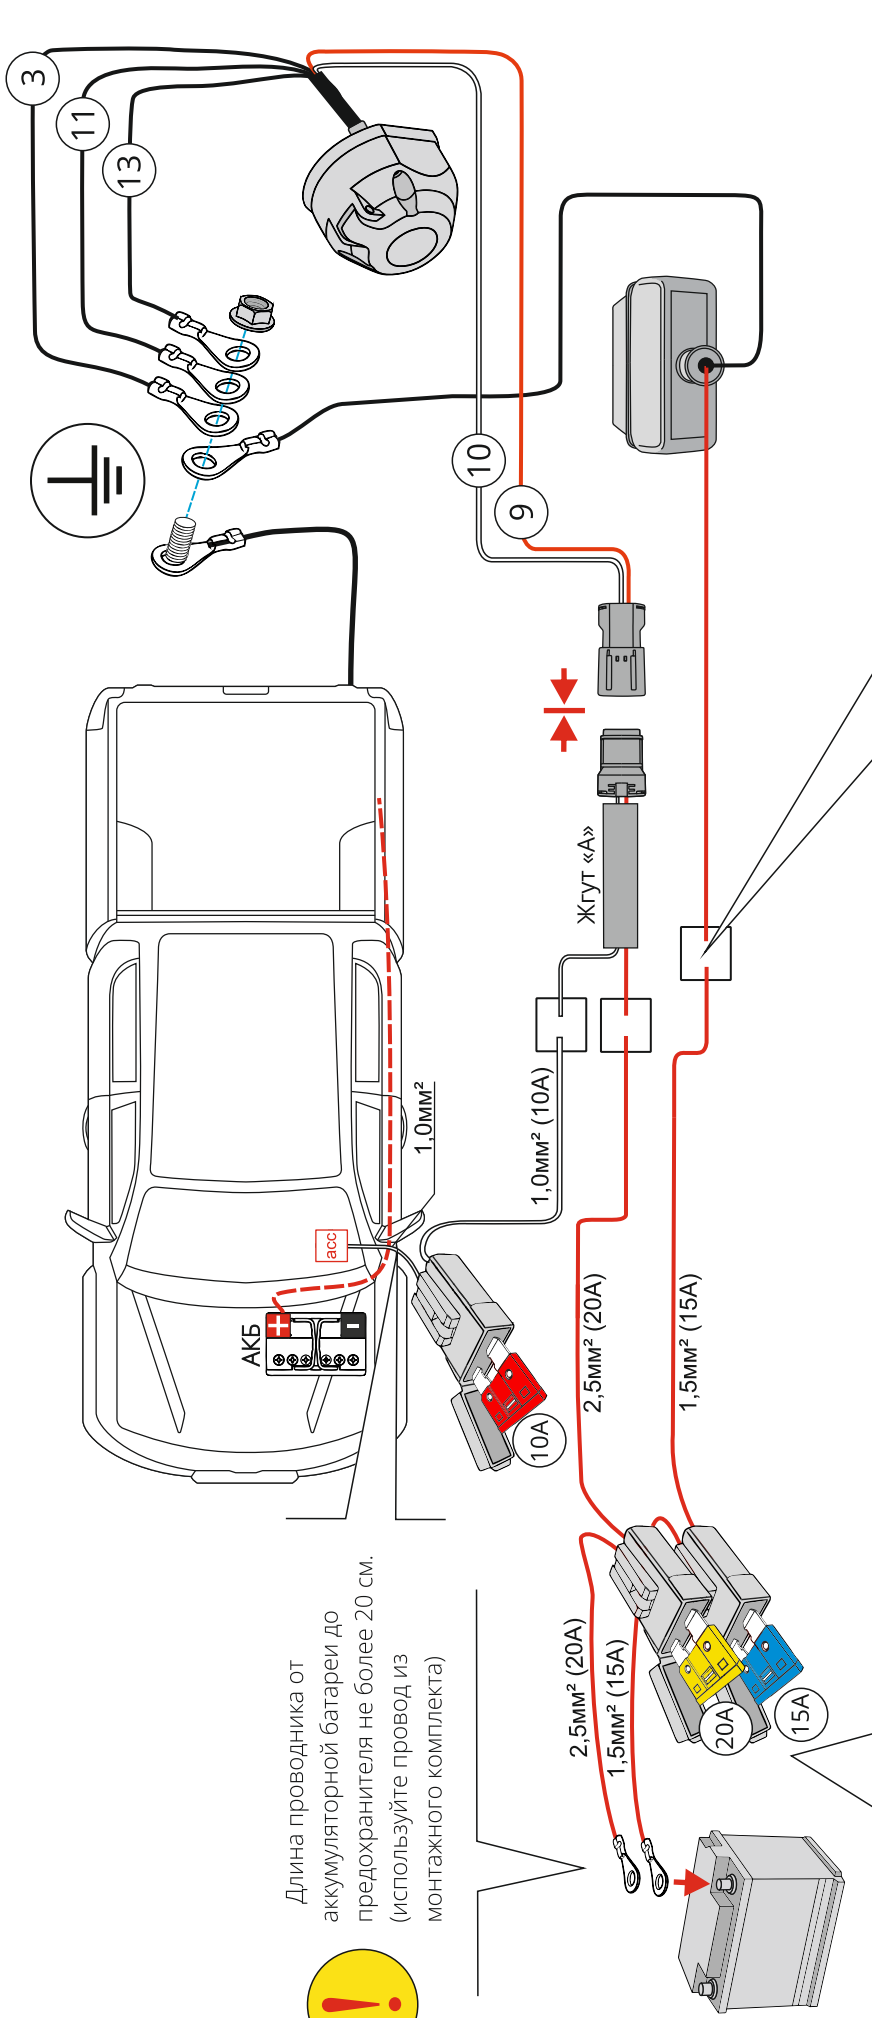 3
11
13
10
9
Жгут «А»
1,0мм² (10А)
1,0мм²
acc
АКБ
+
-
10А
2,5мм² (20А)
1,5мм² (15А)
2,5мм² (20А)
1,5мм² (15А)
20А
15А
Длина проводника от
аккумуляторной батареи до
предохранителя не более 20 см.
(используйте провод из
монтажного комплекта)
!